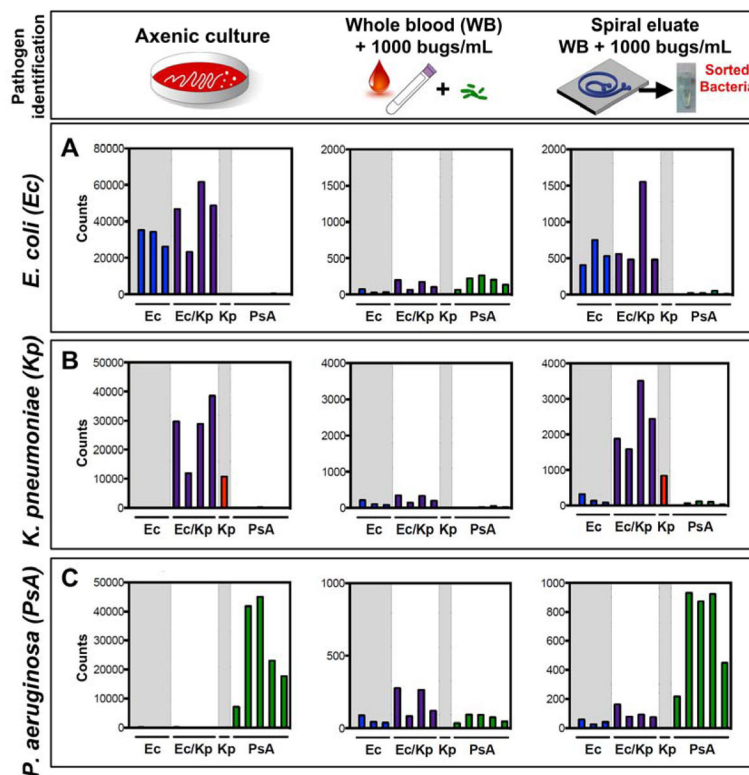 Pathogen
identification
Axenic culture
Whole blood (WB)
+ 1000 bugs/mL
+
Spiral eluate
WB + 1000 bugs/mL
Sorted
Bacteria
E. coli (Ec)
A
Counts
80000
60000
40000
20000
0
Ec Ec/Kp Kp PsA
2000
1500
1000
500
0
Ec Ec/Kp Kp PsA
2000
1500
1000
500
0
Ec Ec/Kp Kp PsA
K. pneumoniae (Kp)
B
Counts
50000
40000
30000
20000
10000
0
Ec Ec/Kp Kp PsA
4000
3000
2000
1000
0
Ec Ec/Kp Kp PsA
4000
3000
2000
1000
0
Ec Ec/Kp Kp PsA
P. aeruginosa (PsA)
C
Counts
50000
40000
30000
20000
10000
0
Ec Ec/Kp Kp PsA
1000
500
0
Ec Ec/Kp Kp PsA
1000
800
600
400
200
0
Ec Ec/Kp Kp PsA